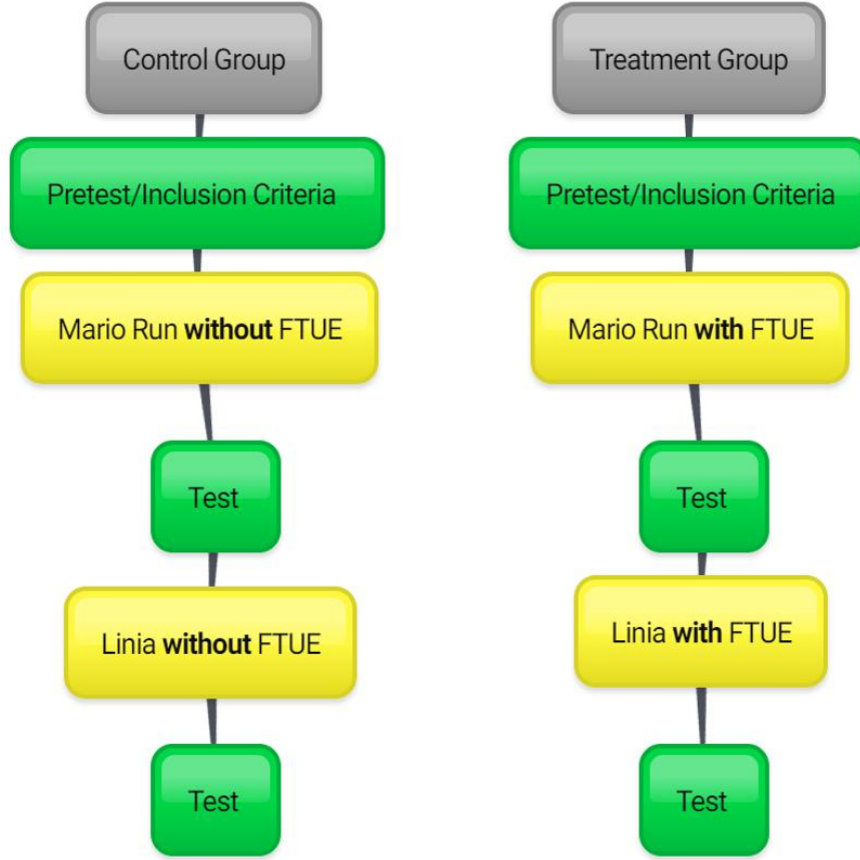 Control Group
Pretest/Inclusion Criteria
Mario Run without FTUE
Test
Linia without FTUE
Test
Treatment Group
Pretest/Inclusion Criteria
Mario Run with FTUE
Test
Linia with FTUE
Test